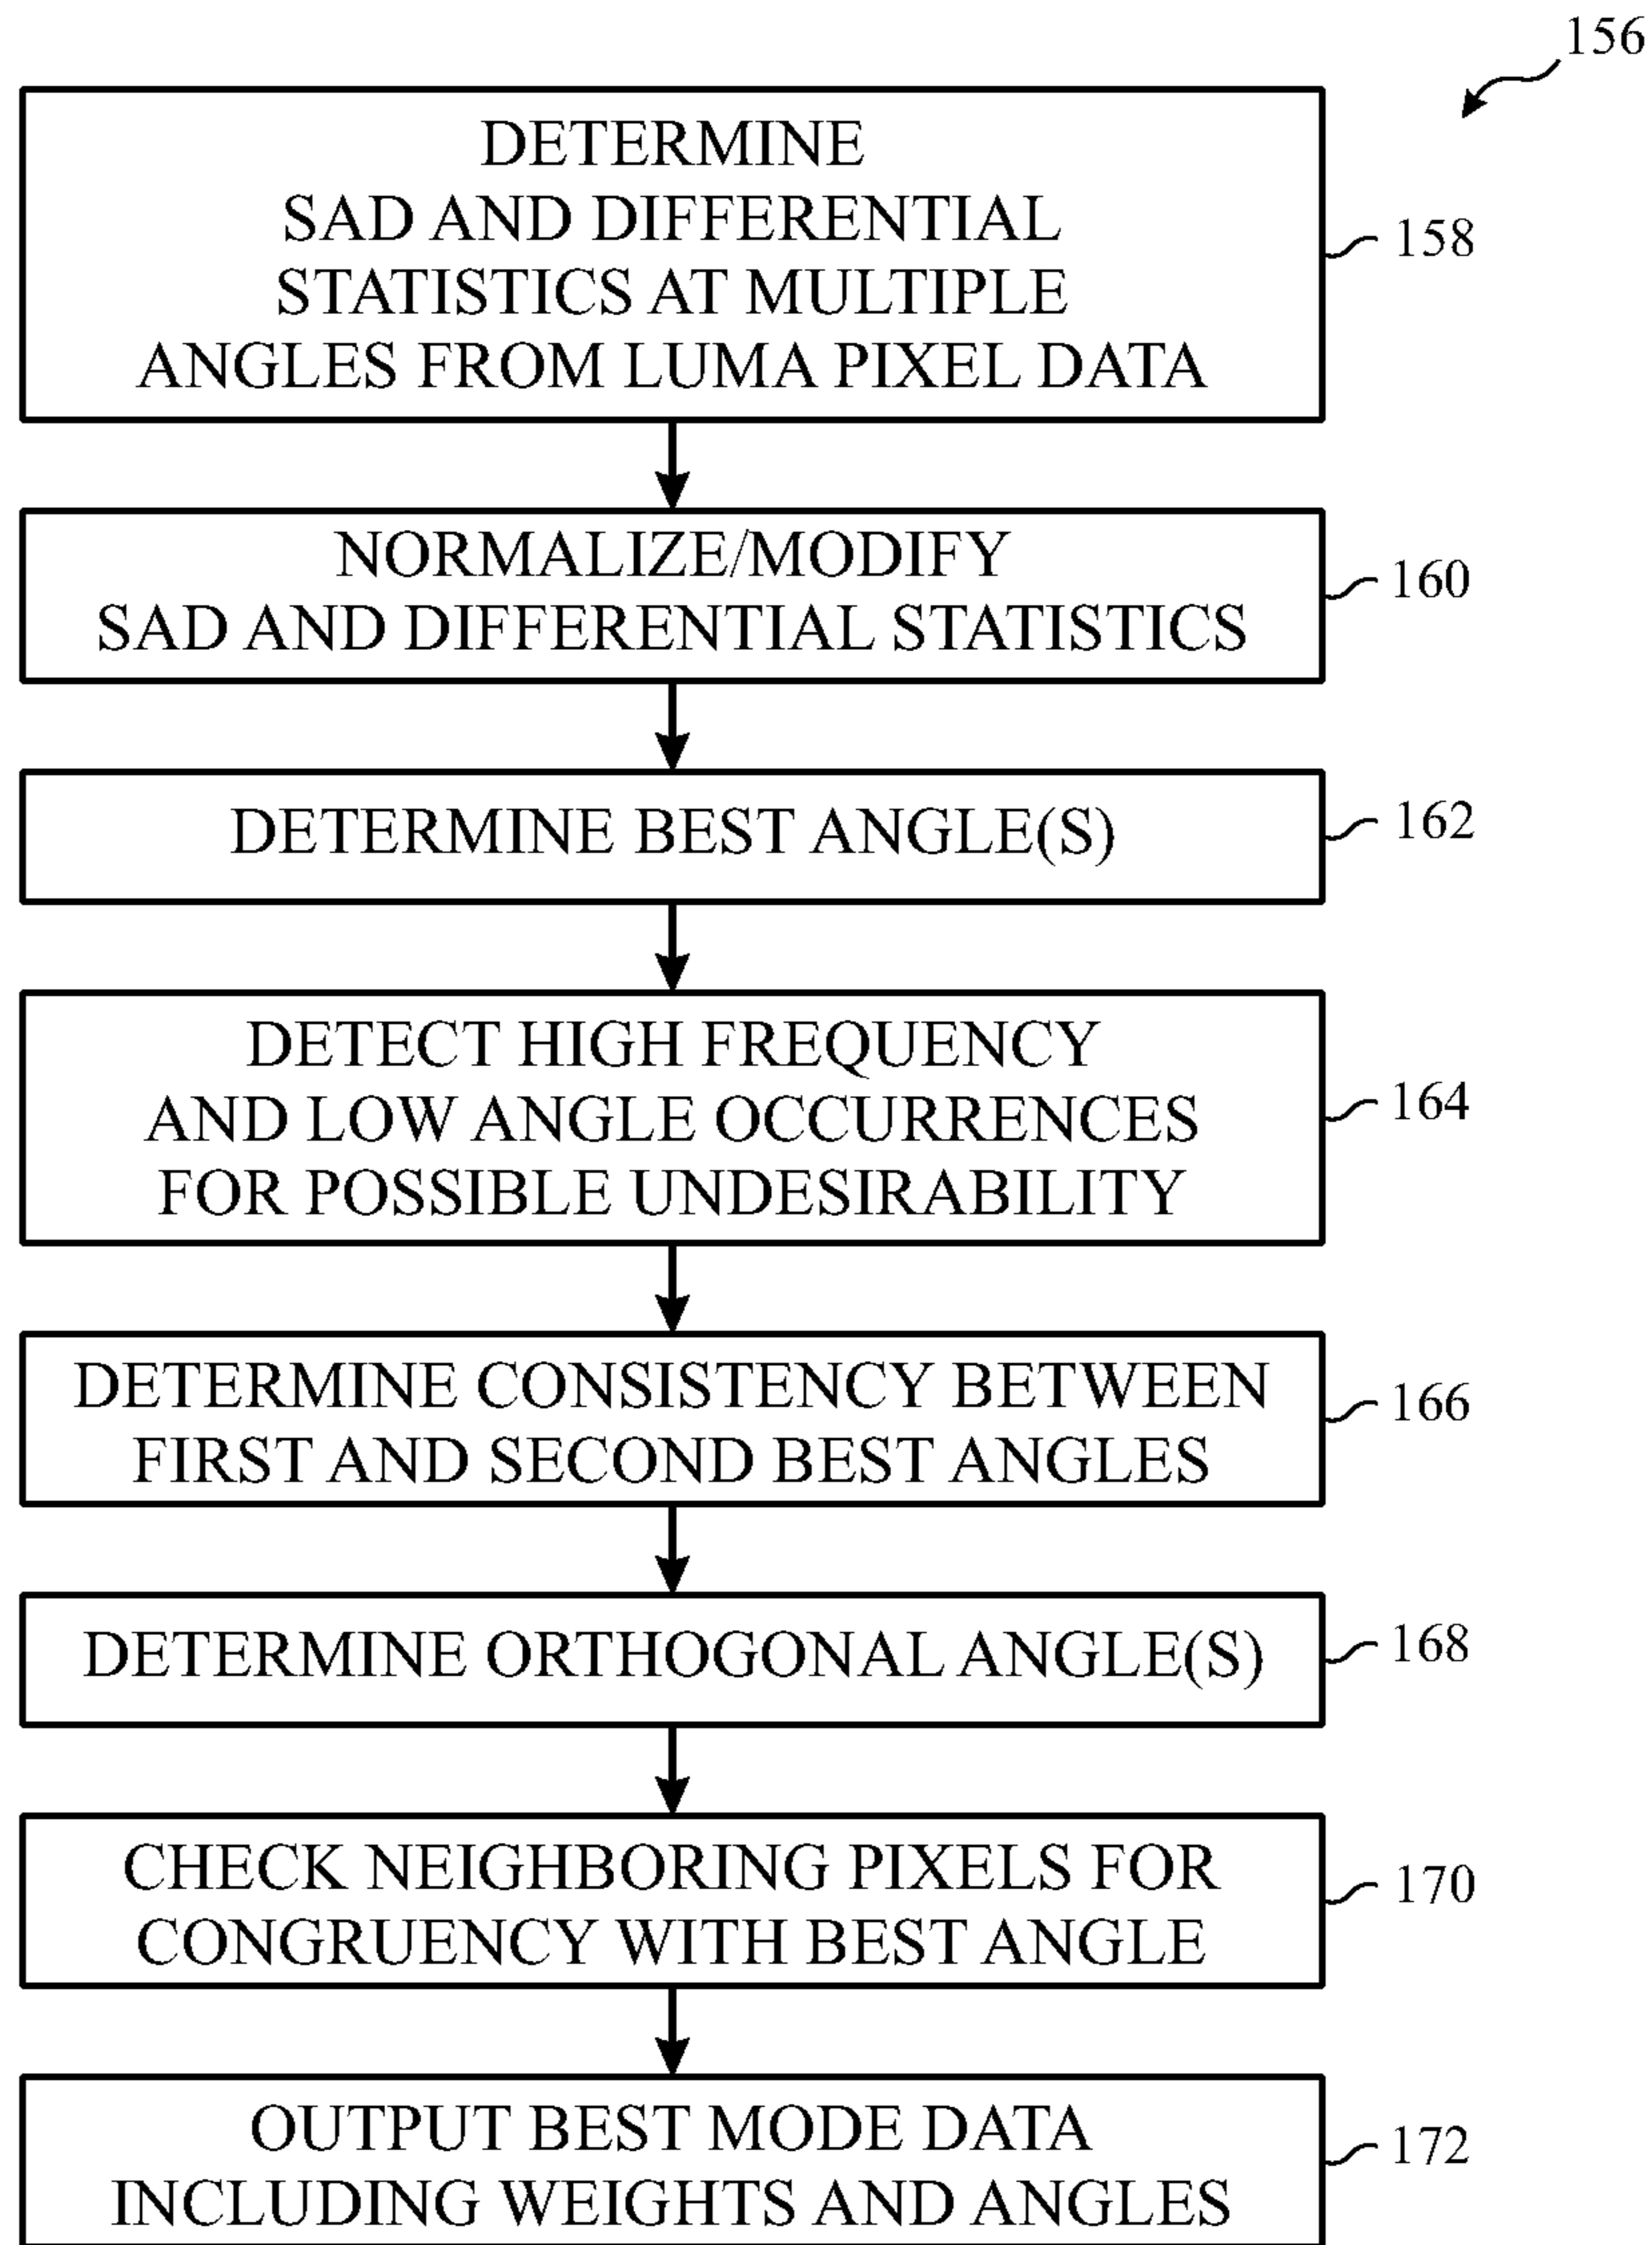 156
DETERMINE
SAD AND DIFFERENTIAL
STATISTICS AT MULTIPLE
ANGLES FROM LUMA PIXEL DATA
158
NORMALIZE/MODIFY
SAD AND DIFFERENTIAL STATISTICS
160
DETERMINE BEST ANGLE(S)
162
DETECT HIGH FREQUENCY
AND LOW ANGLE OCCURRENCES
FOR POSSIBLE UNDESIRABILITY
164
DETERMINE CONSISTENCY BETWEEN
FIRST AND SECOND BEST ANGLES
166
DETERMINE ORTHOGONAL ANGLE(S)
168
CHECK NEIGHBORING PIXELS FOR
CONGRUENCY WITH BEST ANGLE
170
OUTPUT BEST MODE DATA
INCLUDING WEIGHTS AND ANGLES
172